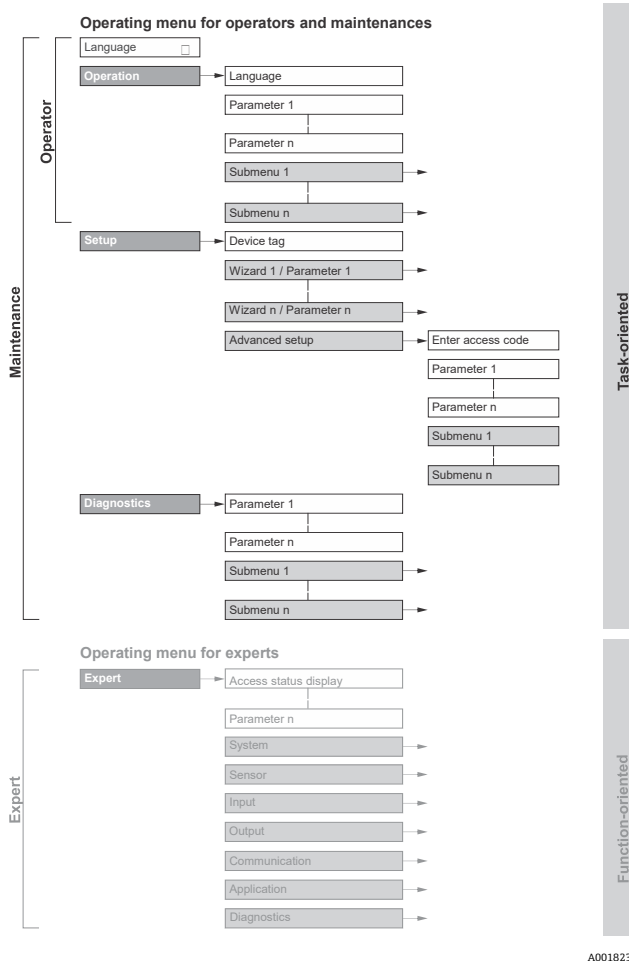 Operating menu for operators and maintenances
Language
Operation
Language
Parameter 1
Parameter n
Submenu 1
Submenu n
Setup
Device tag
Wizard 1 / Parameter 1
Wizard n / Parameter n
Advanced setup
Enter access code
Parameter 1
Parameter n
Submenu 1
Submenu n
Diagnostics
Parameter 1
Parameter n
Submenu 1
Submenu n
Operator
Maintenance
Task-oriented
Operating menu for experts
Expert
Access status display
Parameter n
System
Sensor
Input
Output
Communication
Application
Diagnostics
Expert
Function-oriented